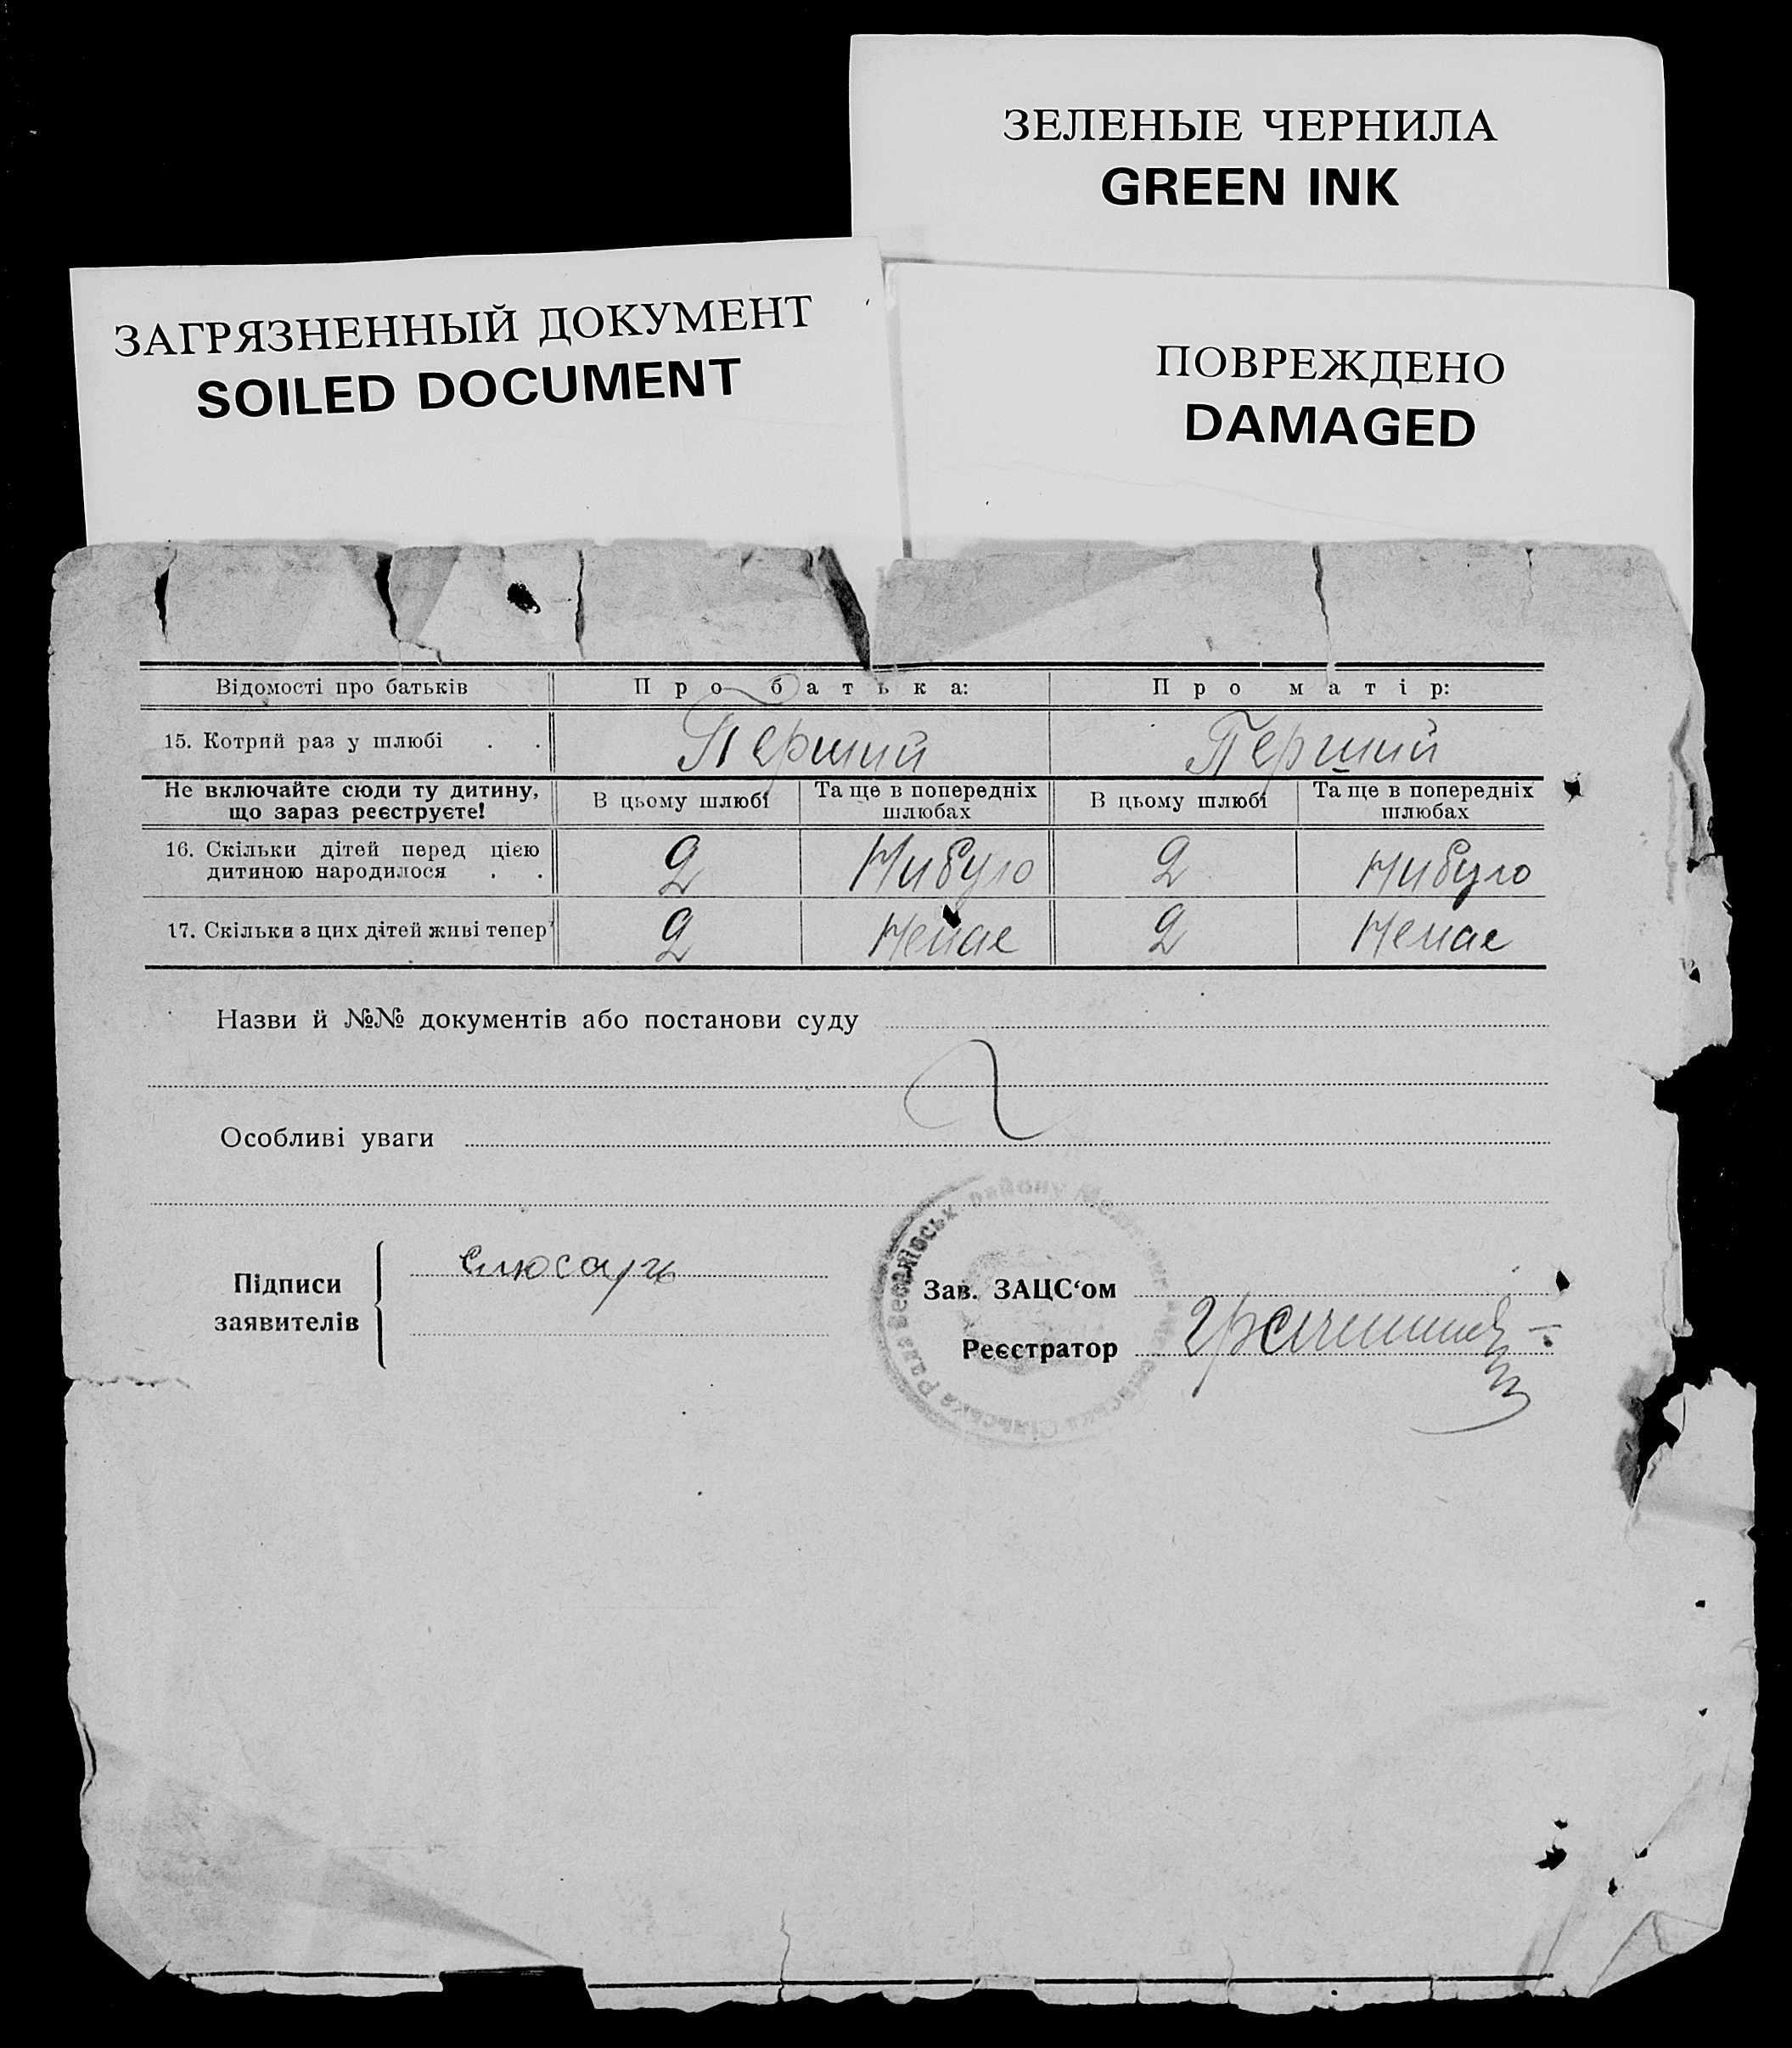 ЗЕЛЕНЫЕ ЧЕРНИЛА
GREEN INK
ЗАГРЯЗНЕННЫЙ ДОКУМЕНТ
SOILED DOCUMENT
ПОВРЕЖДЕНО
DAMAGED
Відомості про батьків Про батька: Про матір:
15. Котрий раз у шлюбі . . Перший Перший
Не включайте сюди ту дитину, що зараз реєструєте! В цьому шлюбі Та ще в попередніх шлюбах В цьому шлюбі Та ще в попередніх шлюбах
16. Скільки дітей перед цією дитиною народилося . . 2 Нибуло 2 Нибуло
17. Скільки з цих дітей живі тепер 2 Немае 2 Немае
Назви й №№ документів або постанови суду
Особливі уваги
Підписи заявителів слюсарь
Зав. ЗАЦС‘ом
Реєстратор
Сільська Рада Веселівськ району